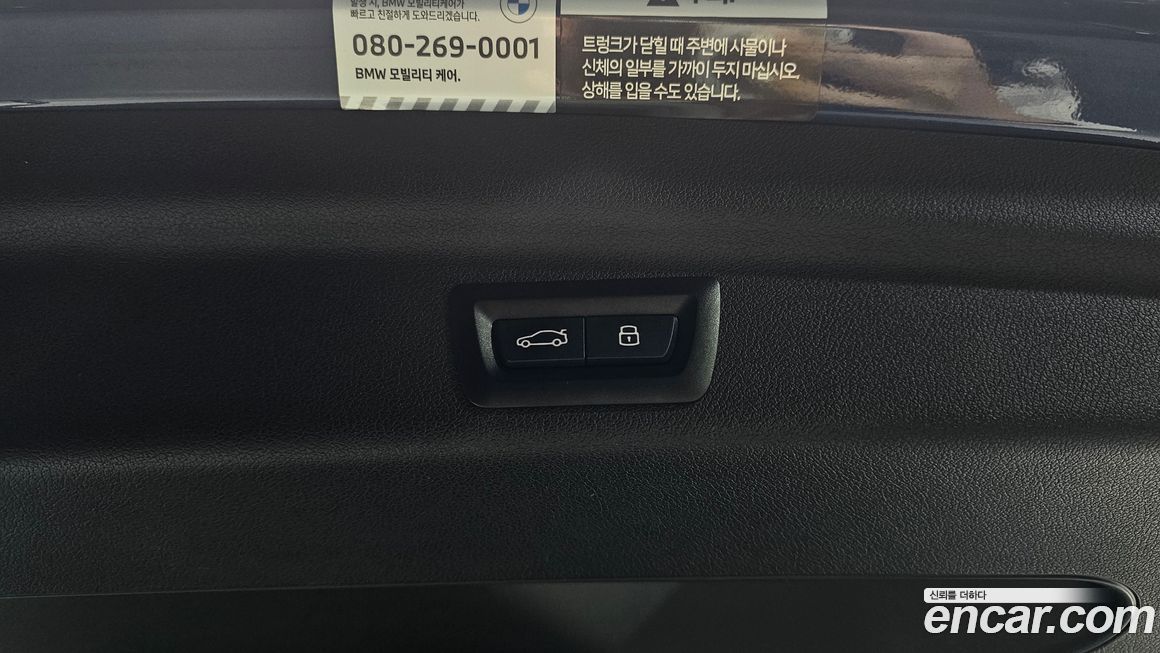 발생 시, BMW 모빌리티케어가
빠르고 친절하게 도와드리겠습니다.
080-269-0001
BMW 모빌리티 케어.
트렁크가 닫힐 때 주변에 사물이나
신체의 일부를 가까이 두지 마십시오.
상해를 입을 수도 있습니다.
신뢰를 더하다
encar.com